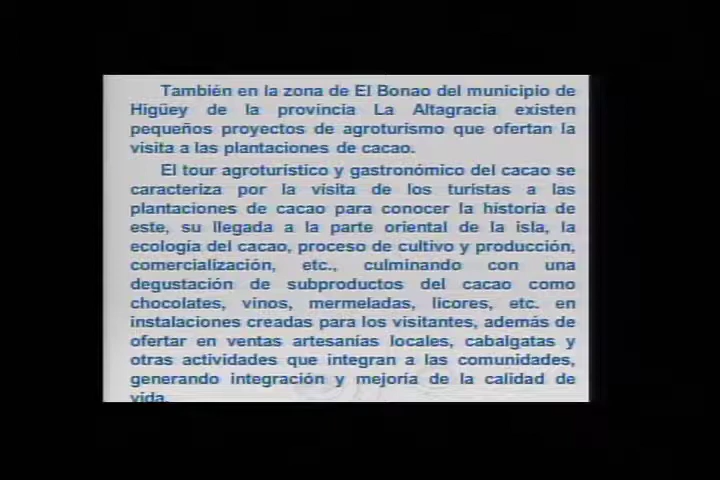 También en la zona de El Bonao del municipio de
Higüey de la provincia La Altagracia existen
pequeños proyectos de agroturismo que ofertan la
visita a las plantaciones de cacao.
El tour agroturístico y gastronómico del cacao se
caracteriza por la visita de los turistas a las
plantaciones de cacao para conocer la historia de
este, su llegada a la parte oriental de la isla, la
ecología del cacao, proceso de cultivo y producción,
comercialización, etc., culminando con una
degustación de subproductos del cacao como
chocolates, vinos, mermeladas, licores, etc. en
instalaciones creadas para los visitantes, además de
ofertar en ventas artesanías locales, cabalgatas y
otras actividades que integran a las comunidades,
generando integración y mejoría de la calidad de
vida.